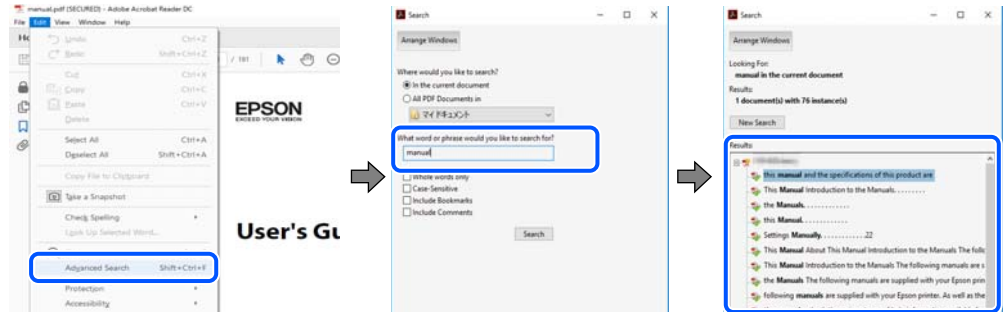 manual.pdf (SECURED) - Adobe Acrobat Reader DC
File Edit View Window Help
Undo Ctrl+Z
Redo Shift+Ctrl+Z
Cut Ctrl+X
Copy Ctrl+C
Paste Ctrl+V
Delete
Select All Ctrl+A
Deselect All Shift+Ctrl+A
Copy File to Clipboard
Take a Snapshot
Check Spelling
Look Up Selected Word...
Advanced Search Shift+Ctrl+F
Protection
Accessibility
/ 181
EPSON
EXCEED YOUR VISION
User's Gu
Search
Arrange Windows
Where would you like to search?
In the current document
All PDF Documents in
マイ ドキュメント
What word or phrase would you like to search for?
manual
Whole words only
Case-Sensitive
Include Bookmarks
Include Comments
Search
Search
Arrange Windows
Looking For:
manual in the current document
Results:
1 document(s) with 76 instance(s)
New Search
Results:
this manual and the specifications of this product are
This Manual Introduction to the Manuals. . . . . . . . .
the Manuals. . . . . . . . . . . .
this Manual. . . . . . . . . . . .
Settings Manually. . . . . . . . . . . .22
This Manual About This Manual Introduction to the Manuals The follo
This Manual Introduction to the Manuals The following manuals are s
the Manuals The following manuals are supplied with your Epson prin
following manuals are supplied with your Epson printer. As well as the